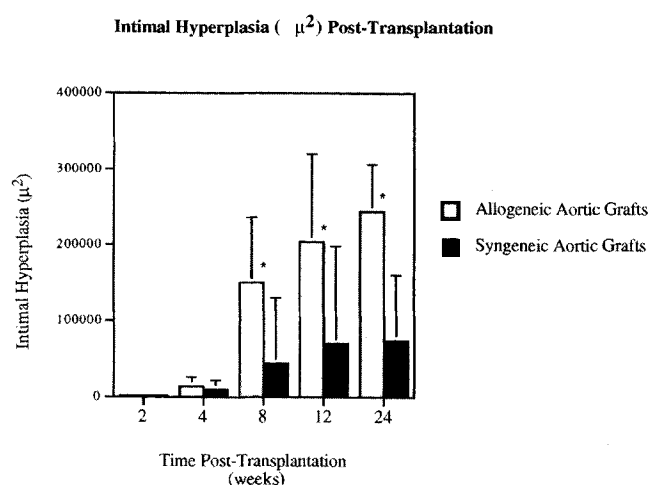 Intimal Hyperplasia ( μ²) Post-Transplantation
400000
300000
200000
100000
0
Intimal Hyperplasia (μ²)
*
*
*
2 4 8 12 24
Time Post-Transplantation
(weeks)
Allogeneic Aortic Grafts
Syngeneic Aortic Grafts